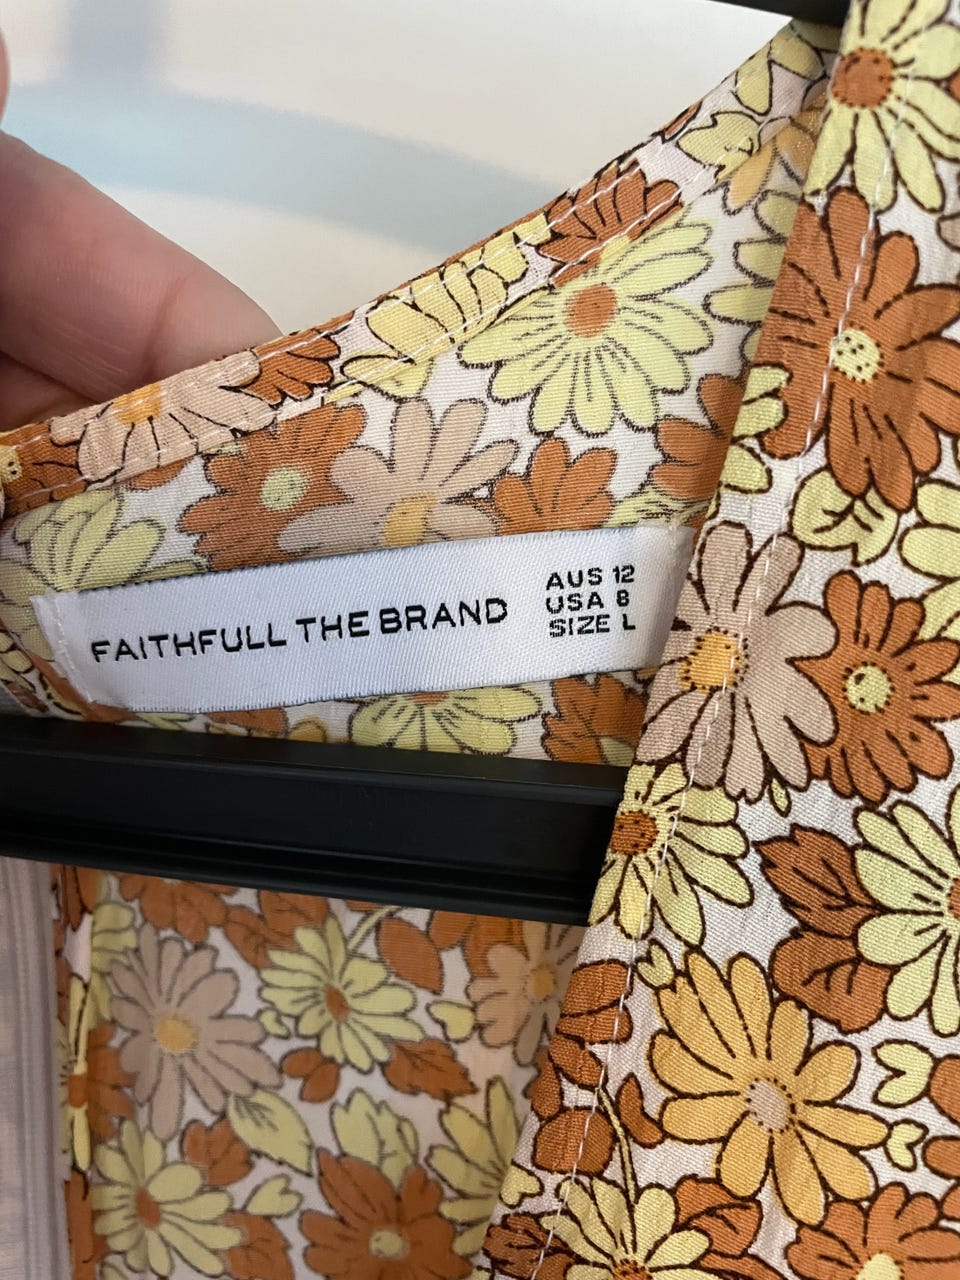 FAITHFULL THE BRAND
AUS 12
USA 8
SIZE L